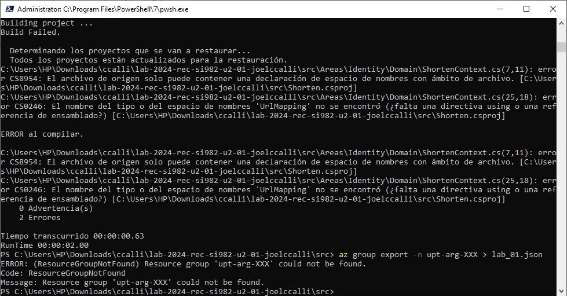 Administrator: C:\Program Files\PowerShell\7\pwsh.exe
Building project ...
Build Failed.
Determinando los proyectos que se van a restaurar...
Todos los proyectos están actualizados para la restauración.
C:\Users\HP\Downloads\ccalli\lab-2024-rec-si982-u2-01-joelccalli\src\Areas\Identity\Domain\ShortenContext.cs(7,11): erro
r CS8954: El archivo de origen solo puede contener una declaración de espacio de nombres con ámbito de archivo. [C:\User
s\HP\Downloads\ccalli\lab-2024-rec-si982-u2-01-joelccalli\src\Shorten.csproj]
C:\Users\HP\Downloads\ccalli\lab-2024-rec-si982-u2-01-joelccalli\src\Areas\Identity\Domain\ShortenContext.cs(25,18): err
or CS0246: El nombre del tipo o del espacio de nombres 'UrlMapping' no se encontró (¿falta una directiva using o una ref
erencia de ensamblado?) [C:\Users\HP\Downloads\ccalli\lab-2024-rec-si982-u2-01-joelccalli\src\Shorten.csproj]
ERROR al compilar.
C:\Users\HP\Downloads\ccalli\lab-2024-rec-si982-u2-01-joelccalli\src\Areas\Identity\Domain\ShortenContext.cs(7,11): erro
r CS8954: El archivo de origen solo puede contener una declaración de espacio de nombres con ámbito de archivo. [C:\User
s\HP\Downloads\ccalli\lab-2024-rec-si982-u2-01-joelccalli\src\Shorten.csproj]
C:\Users\HP\Downloads\ccalli\lab-2024-rec-si982-u2-01-joelccalli\src\Areas\Identity\Domain\ShortenContext.cs(25,18): err
or CS0246: El nombre del tipo o del espacio de nombres 'UrlMapping' no se encontró (¿falta una directiva using o una ref
erencia de ensamblado?) [C:\Users\HP\Downloads\ccalli\lab-2024-rec-si982-u2-01-joelccalli\src\Shorten.csproj]
0 Advertencia(s)
2 Errores
Tiempo transcurrido 00:00:00.63
RunTime 00:00:02.00
PS C:\Users\HP\Downloads\ccalli\lab-2024-rec-si982-u2-01-joelccalli\src> az group export -n upt-arg-XXX > lab_01.json
ERROR: (ResourceGroupNotFound) Resource group 'upt-arg-XXX' could not be found.
Code: ResourceGroupNotFound
Message: Resource group 'upt-arg-XXX' could not be found.
PS C:\Users\HP\Downloads\ccalli\lab-2024-rec-si982-u2-01-joelccalli\src>